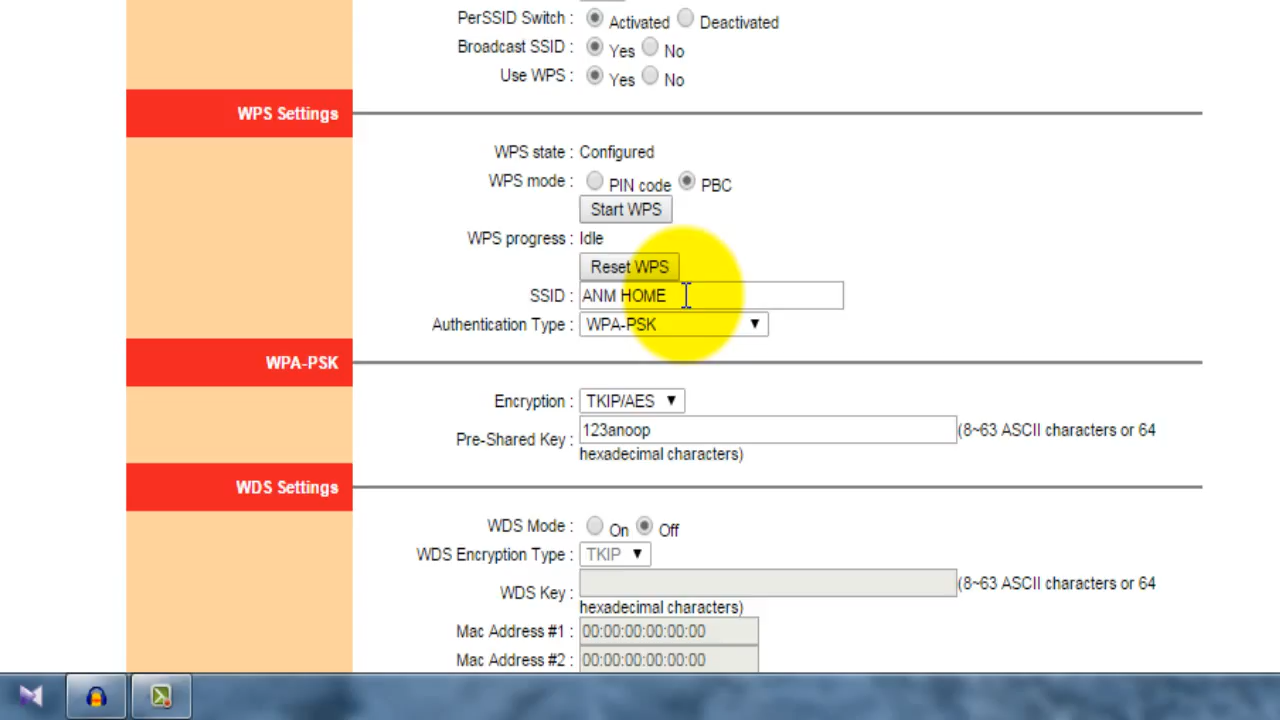 PerSSID Switch : Activated Deactivated
Broadcast SSID : Yes No
Use WPS : Yes No
WPS Settings
WPS state : Configured
WPS mode : PIN code PBC
Start WPS
WPS progress : Idle
Reset WPS
SSID : ANM HOME
Authentication Type : WPA-PSK
WPA-PSK
Encryption : TKIP/AES
Pre-Shared Key : 123anoop (8~63 ASCII characters or 64
hexadecimal characters)
WDS Settings
WDS Mode : On Off
WDS Encryption Type : TKIP
WDS Key : (8~63 ASCII characters or 64
hexadecimal characters)
Mac Address #1 : 00:00:00:00:00:00
Mac Address #2 : 00:00:00:00:00:00